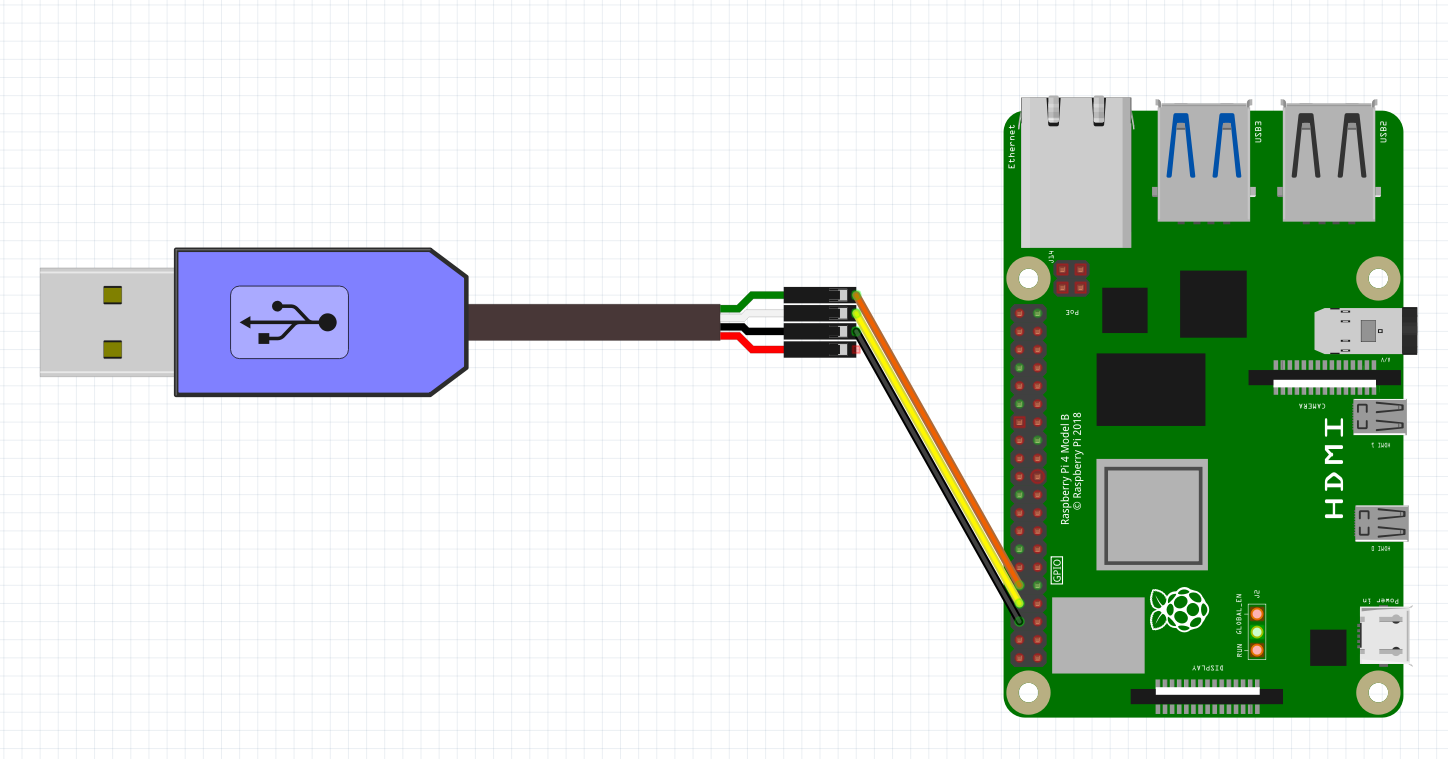 Ethernet
USB3
USB2
J14
PoE
A/V
CAMERA
HDMI 1
HDMI
Raspberry Pi 4 Model B
© Raspberry Pi 2018
HDMI 0
GPIO
J2
GLOBAL_EN
RUN
Power in
DISPLAY